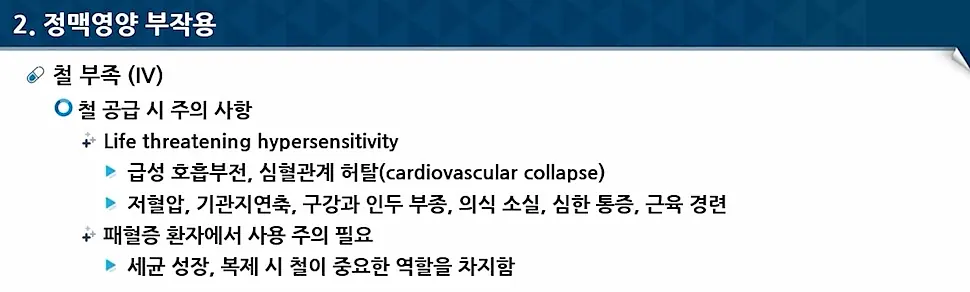 2. 정맥영양 부작용
철 부족 (IV)
철 공급 시 주의 사항
Life threatening hypersensitivity
급성 호흡부전, 심혈관계 허탈(cardiovascular collapse)
저혈압, 기관지연축, 구강과 인두 부종, 의식 소실, 심한 통증, 근육 경련
패혈증 환자에서 사용 주의 필요
세균 성장, 복제 시 철이 중요한 역할을 차지함